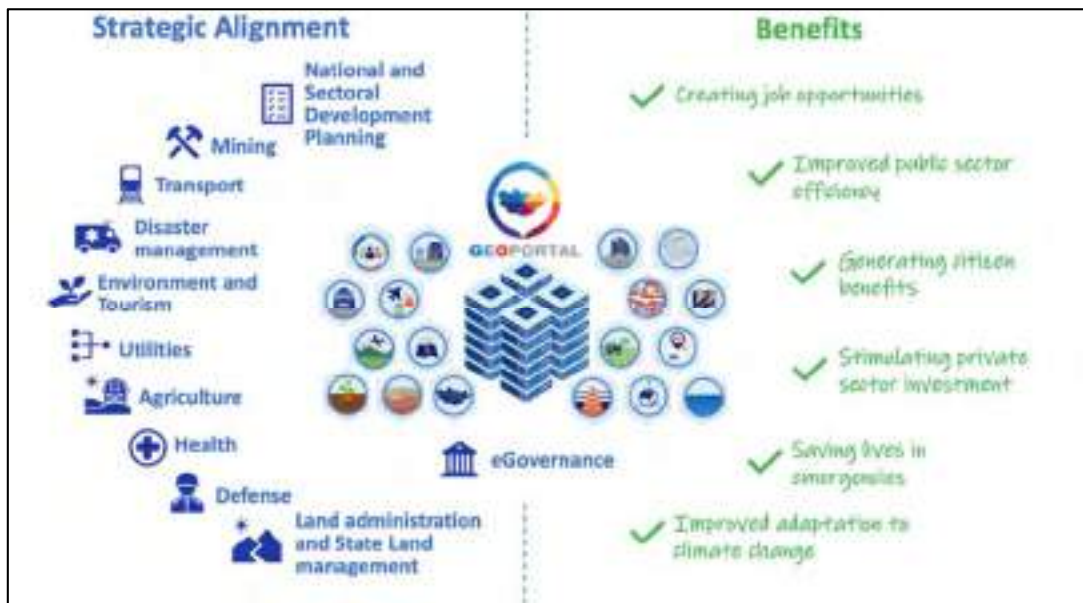 Strategic Alignment
National and
Sectoral
Development
Planning
Mining
Transport
Disaster
management
Environment and
Tourism
Utilities
Agriculture
Health
Defense
Land administration
and State Land
management
GEOPORTAL
eGovernance
Benefits
Creating job opportunities
Improved public sector
efficiency
Generating citizen
benefits
Stimulating private
sector investment
Saving lives in
emergencies
Improved adaptation to
climate change